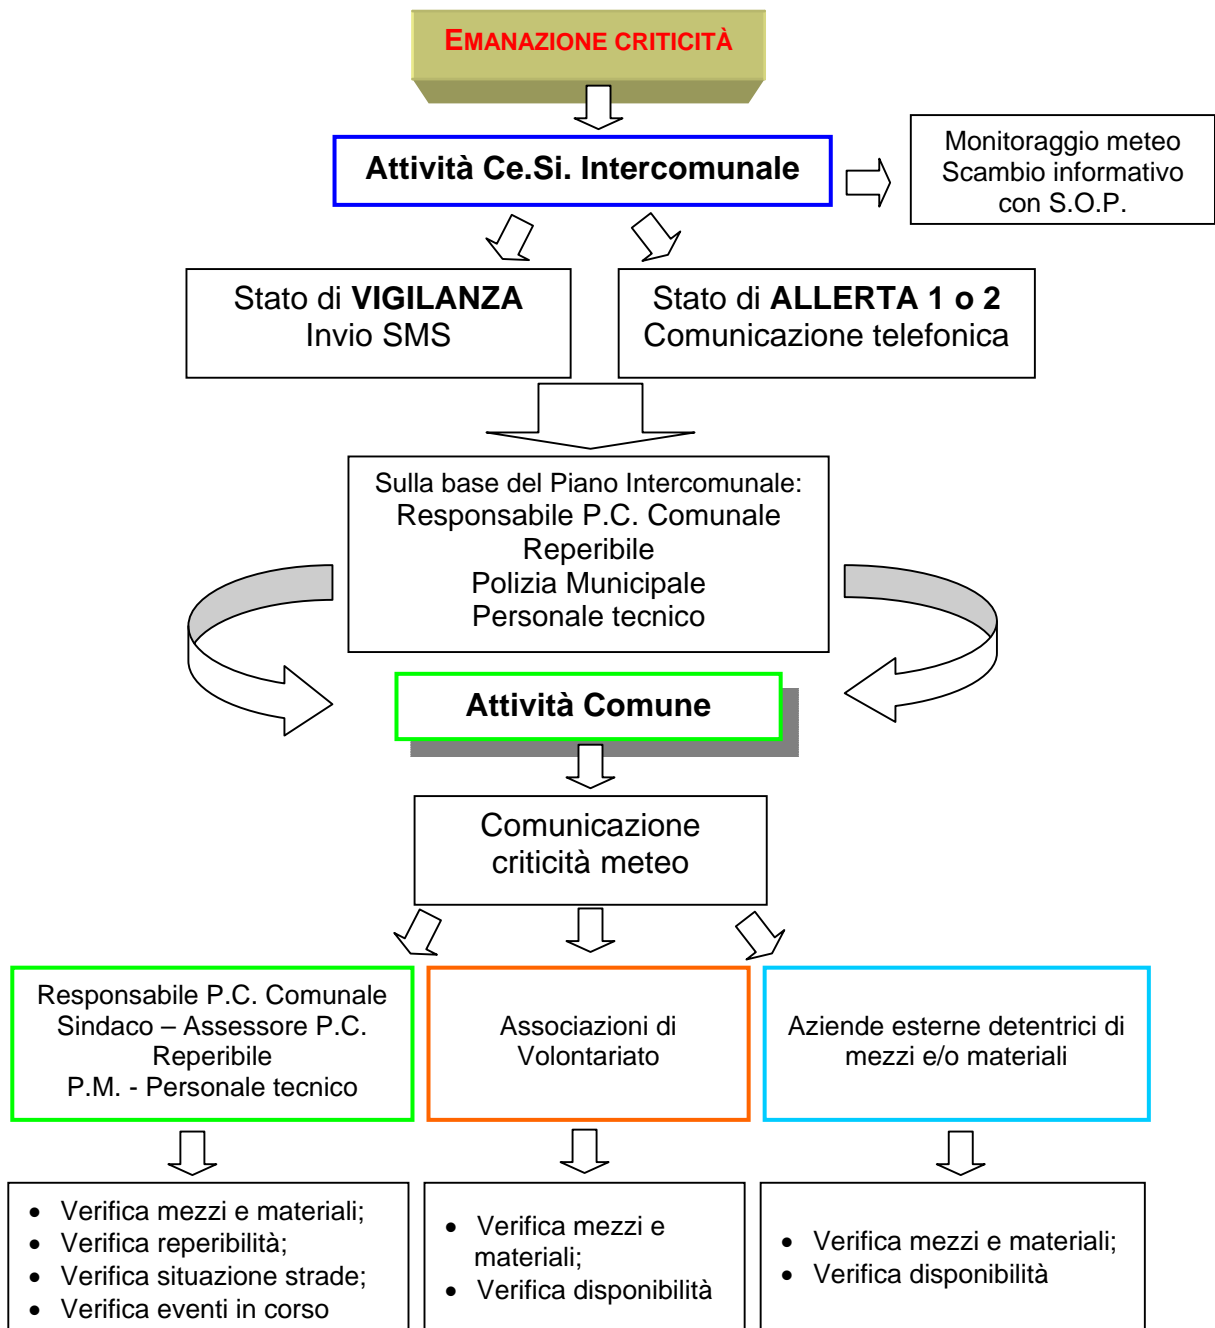 EMANAZIONE CRITICITÀ
Attività Ce.Si. Intercomunale
Monitoraggio meteo
Scambio informativo
con S.O.P.
Stato di VIGILANZA
Invio SMS
Stato di ALLERTA 1 o 2
Comunicazione telefonica
Sulla base del Piano Intercomunale:
Responsabile P.C. Comunale
Reperibile
Polizia Municipale
Personale tecnico
Attività Comune
Comunicazione
criticità meteo
Responsabile P.C. Comunale
Sindaco – Assessore P.C.
Reperibile
P.M. - Personale tecnico
Associazioni di
Volontariato
Aziende esterne detentrici di
mezzi e/o materiali
• Verifica mezzi e materiali;
• Verifica reperibilità;
• Verifica situazione strade;
• Verifica eventi in corso
• Verifica mezzi e
materiali;
• Verifica disponibilità
• Verifica mezzi e materiali;
• Verifica disponibilità